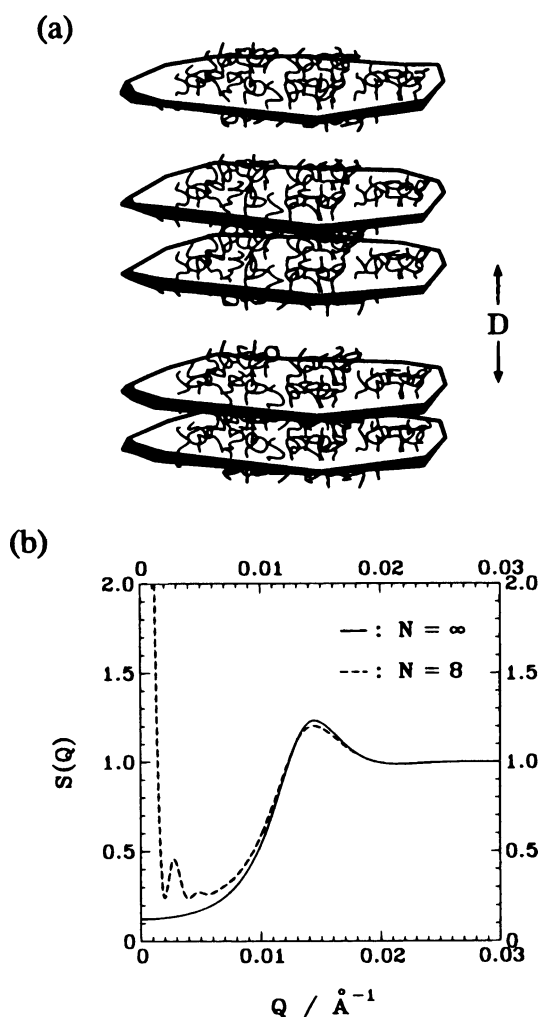 (a)
D
(b)
0 0.01 0.02 0.03
2.0 2.0
— : N = ∞
--- : N = 8
1.5 1.5
S(Q)
1.0 1.0
0.5 0.5
0 0
0 0.01 0.02 0.03
Q / Å⁻¹